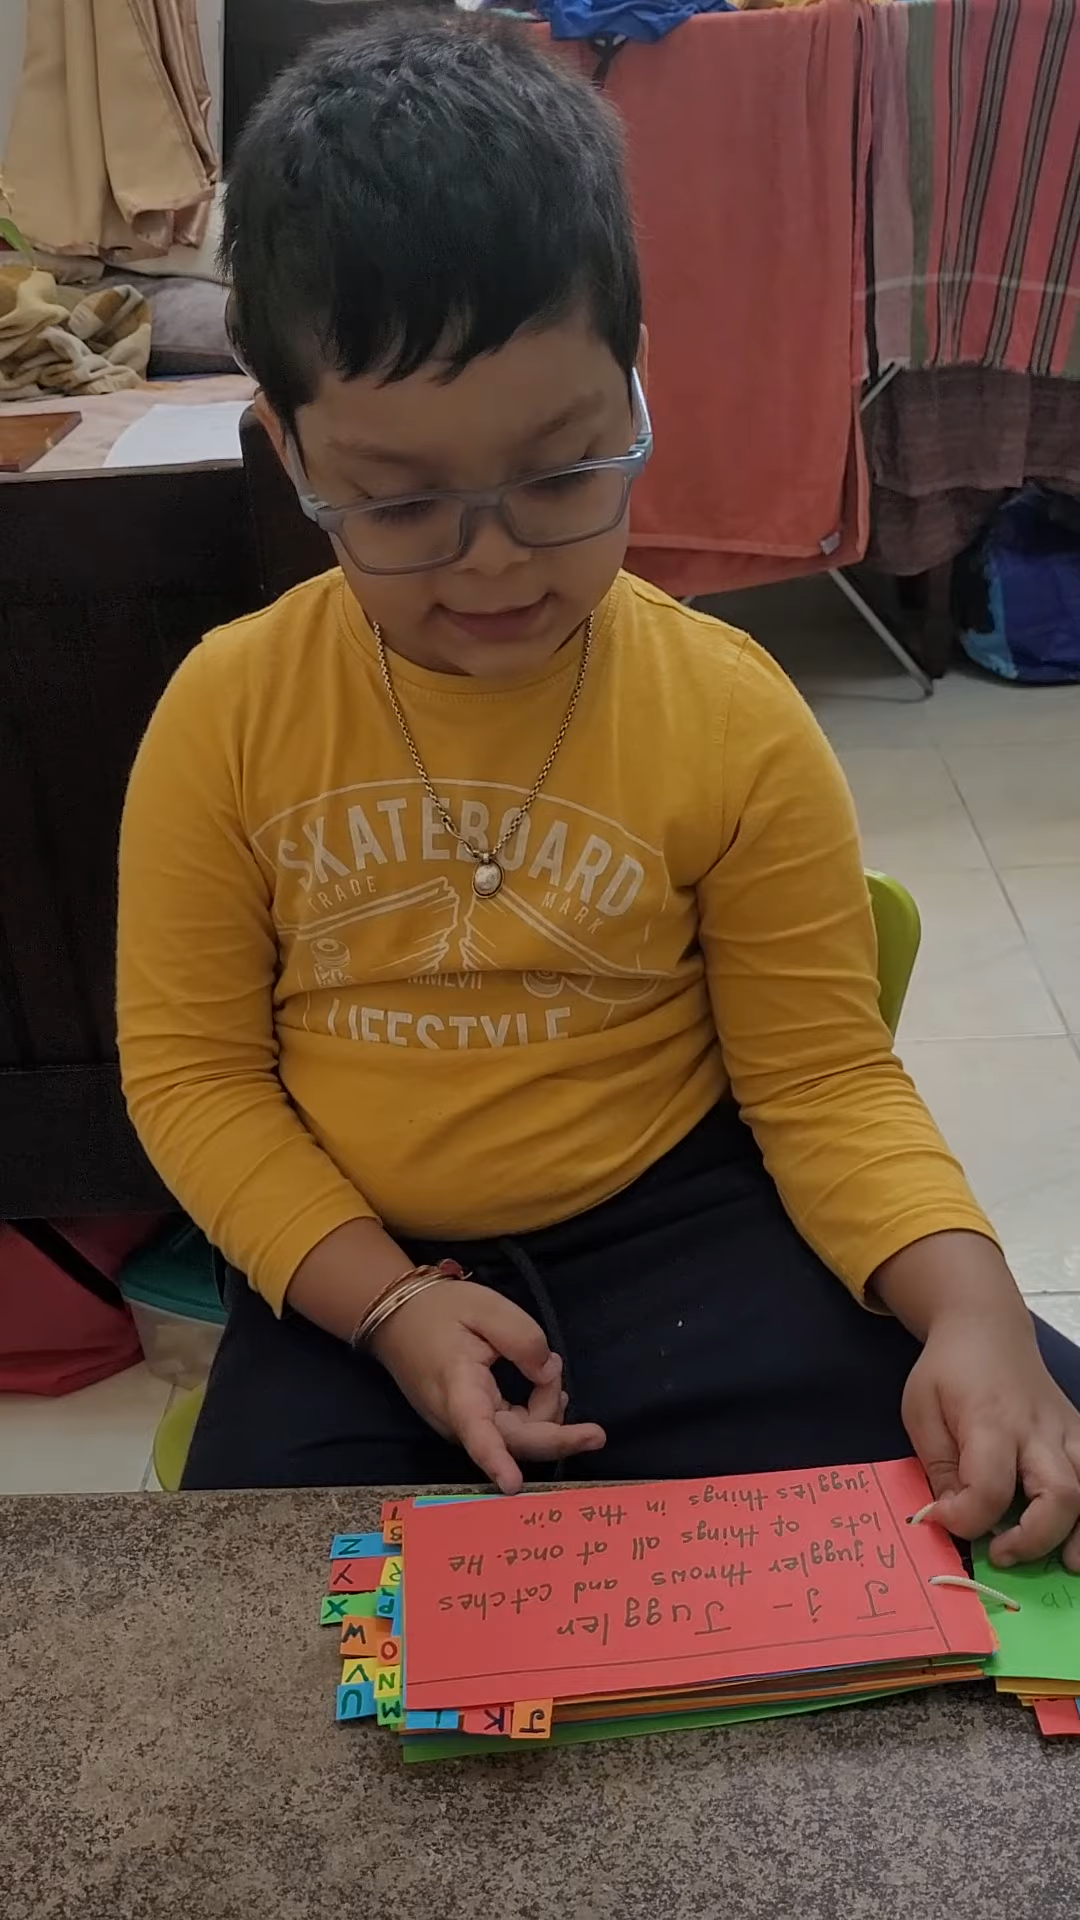 SKATEBOARD
TRADE MARK
MMLVII
LIFESTYLE
J j - Juggler
A juggler throws and catches
lots of things all at once. He
juggles things in the air.
J
K
L
M
N
O
P
R
S
T
U
V
W
X
Y
Z